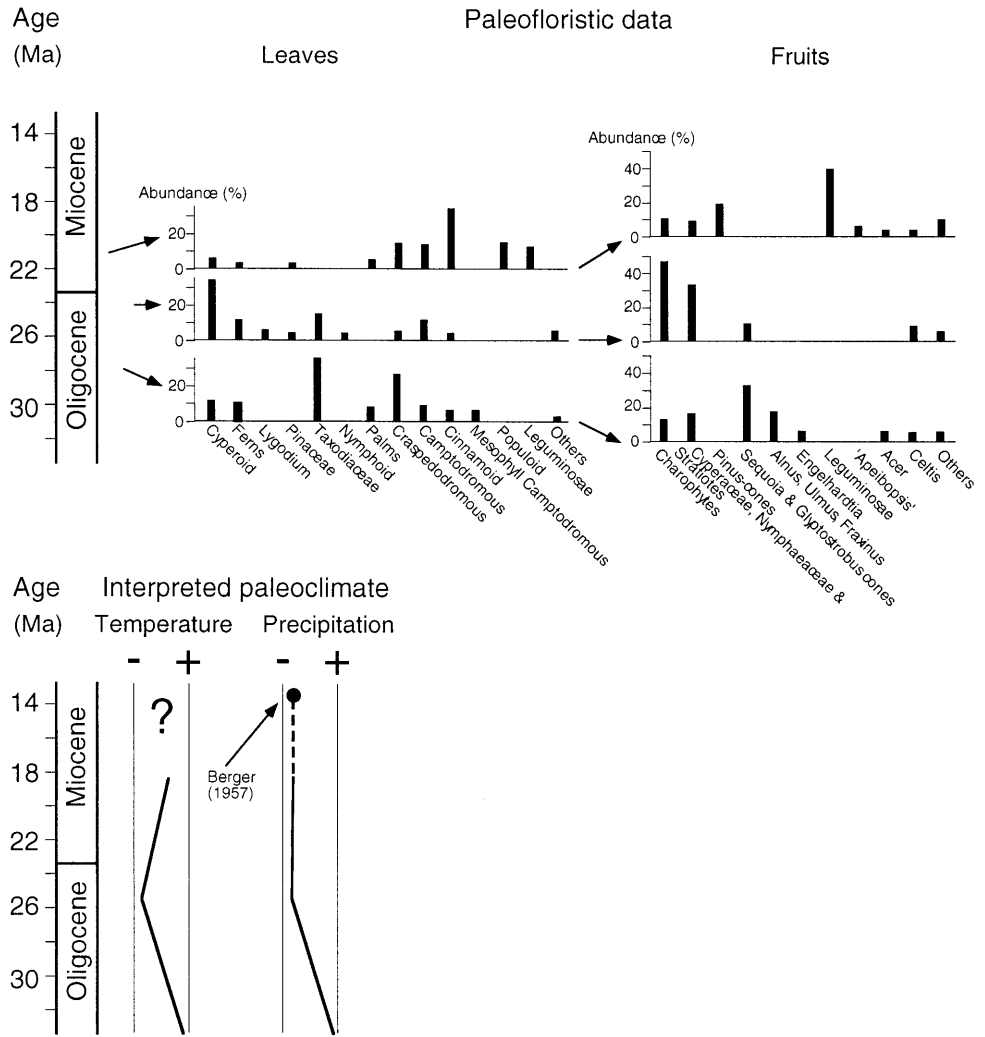 Age
Paleofloristic data
(Ma)
Leaves
Fruits
14
18
22
26
30
Miocene
Oligocene
Abundance (%)
20
0
20
0
20
0
Cyperoid
Ferns
Lygodium
Pinaceae
Taxodiaceae
Nymphoid
Palms
Craspedodromous
Camptodromous
Cinnamoid
Mesophyll Camptodromous
Populoid
Leguminosae
Others
Abundance (%)
40
20
0
40
20
0
40
20
0
Charophytes
Cyperaceae, Nymphaeaceae &
Stratiotes
Pinus-cones
Sequoia & Glyptostrobus cones
Alnus, Ulmus, Fraxinus
Engelhardtia
Leguminosae
'Apeibopsis'
Acer
Celtis
Others
Age
Interpreted paleoclimate
(Ma)
Temperature
Precipitation
- +
- +
14
18
22
26
30
Miocene
Oligocene
?
Berger
(1957)